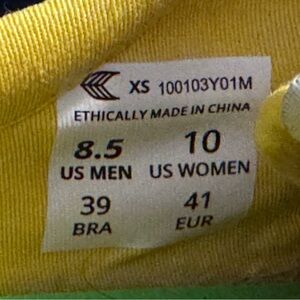 XS 100103Y01M
ETHICALLY MADE IN CHINA
8.5 10
US MEN US WOMEN
39 41
BRA EUR